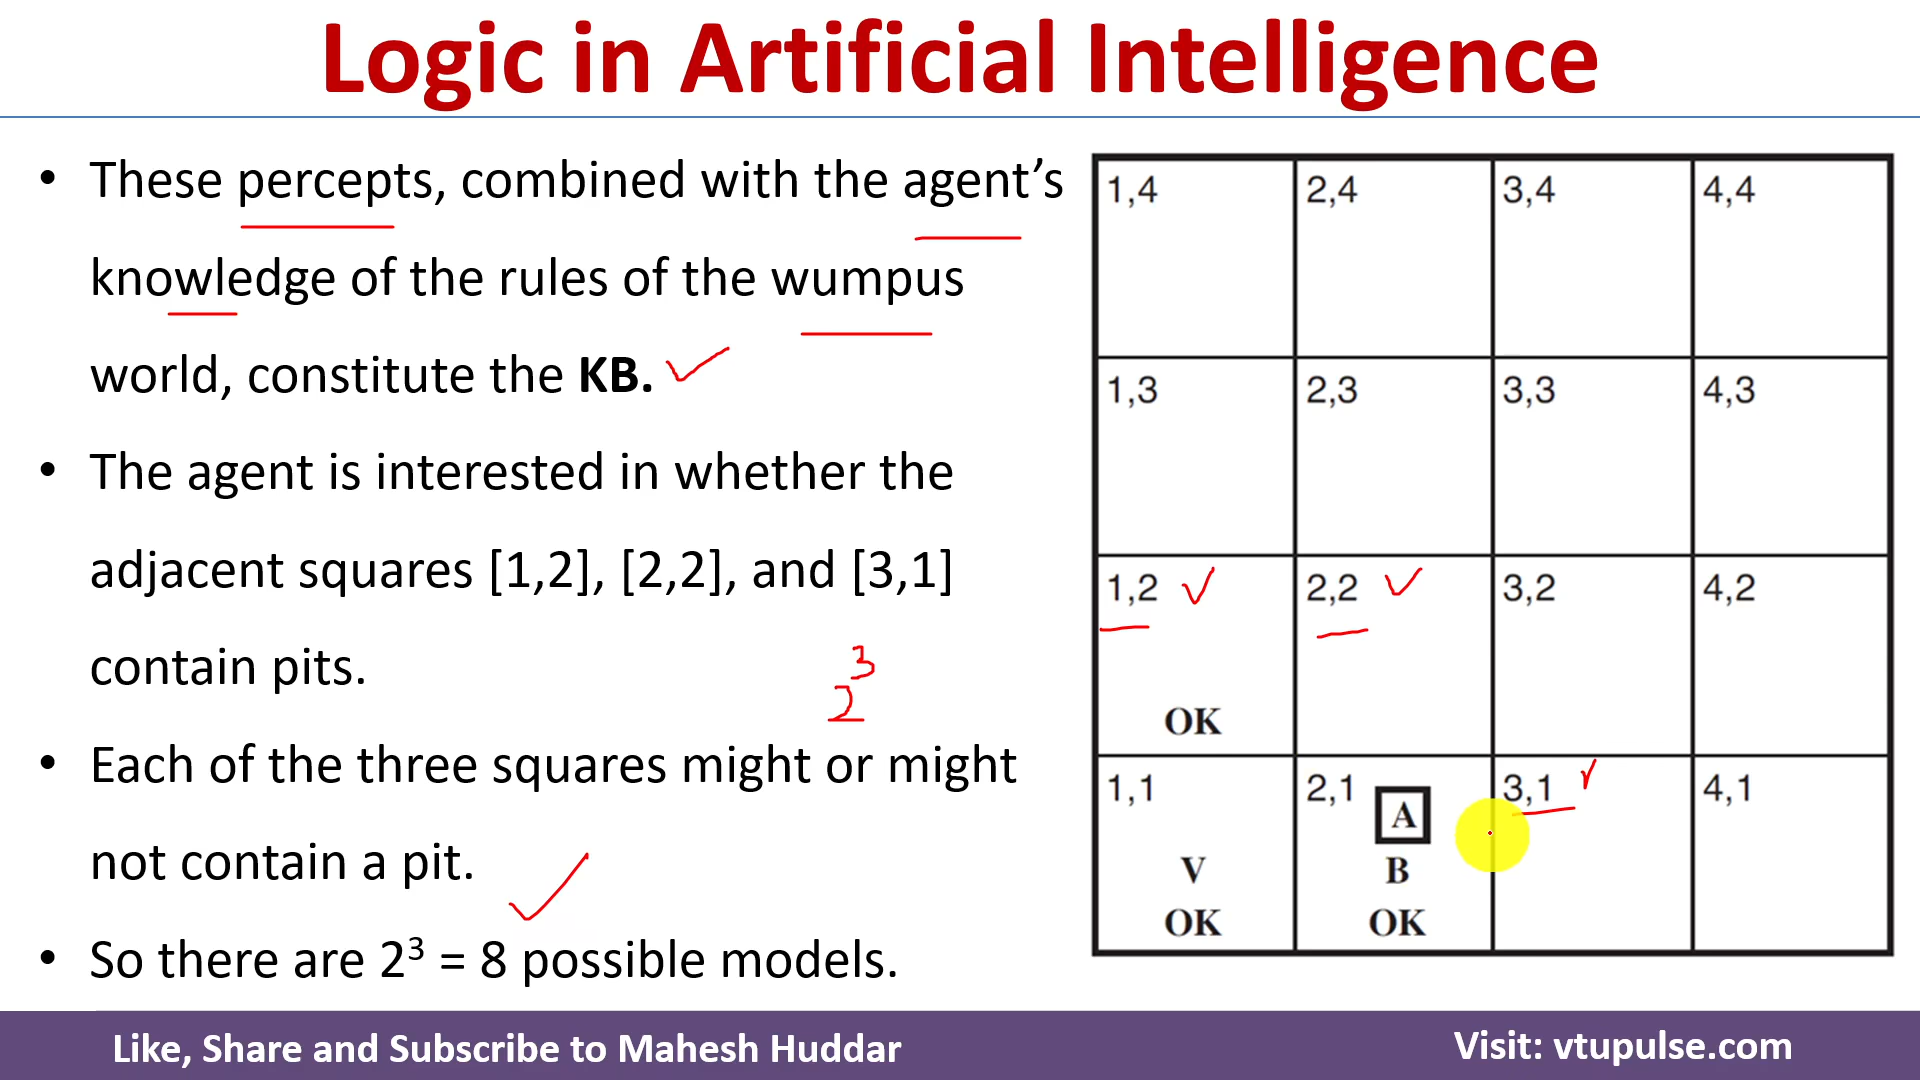 Logic in Artificial Intelligence
• These percepts, combined with the agent’s
knowledge of the rules of the wumpus
world, constitute the KB.
• The agent is interested in whether the
adjacent squares [1,2], [2,2], and [3,1]
contain pits.
2³
• Each of the three squares might or might
not contain a pit.
• So there are 2³ = 8 possible models.
1,4 2,4 3,4 4,4
1,3 2,3 3,3 4,3
1,2 2,2 3,2 4,2
OK
1,1 2,1 3,1 4,1
A
V B
OK OK
Like, Share and Subscribe to Mahesh Huddar
Visit: vtupulse.com